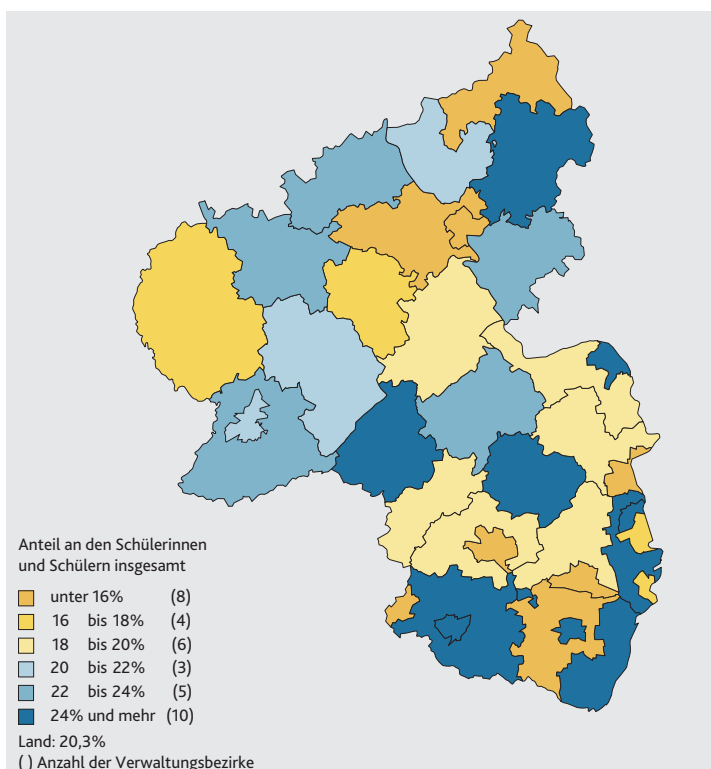 Anteil an den Schülerinnen
und Schülern insgesamt
unter 16% (8)
16 bis 18% (4)
18 bis 20% (6)
20 bis 22% (3)
22 bis 24% (5)
24% und mehr (10)
Land: 20,3%
( ) Anzahl der Verwaltungsbezirke